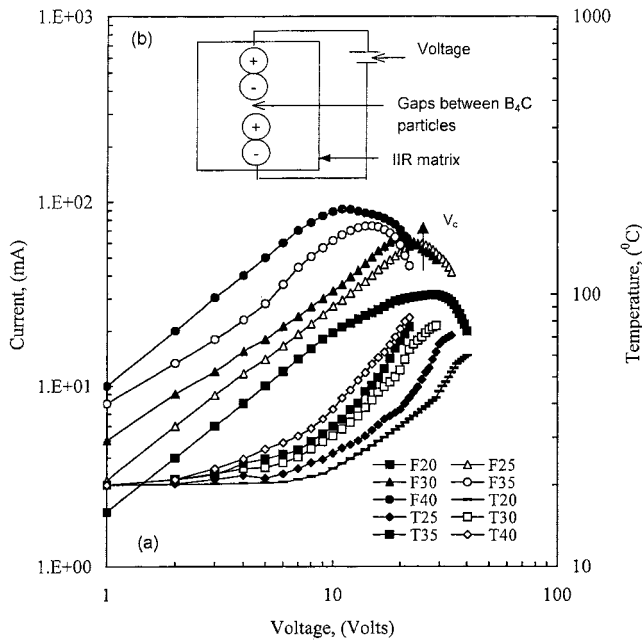 (b)
+
-
+
-
Voltage
Gaps between B₄C
particles
IIR matrix
V_c
1.E+03
1.E+02
1.E+01
1.E+00
Current, (mA)
1000
100
10
Temperature, (⁰C)
(a)
F20 F25
F30 F35
F40 T20
T25 T30
T35 T40
1 10 100
Voltage, (Volts)